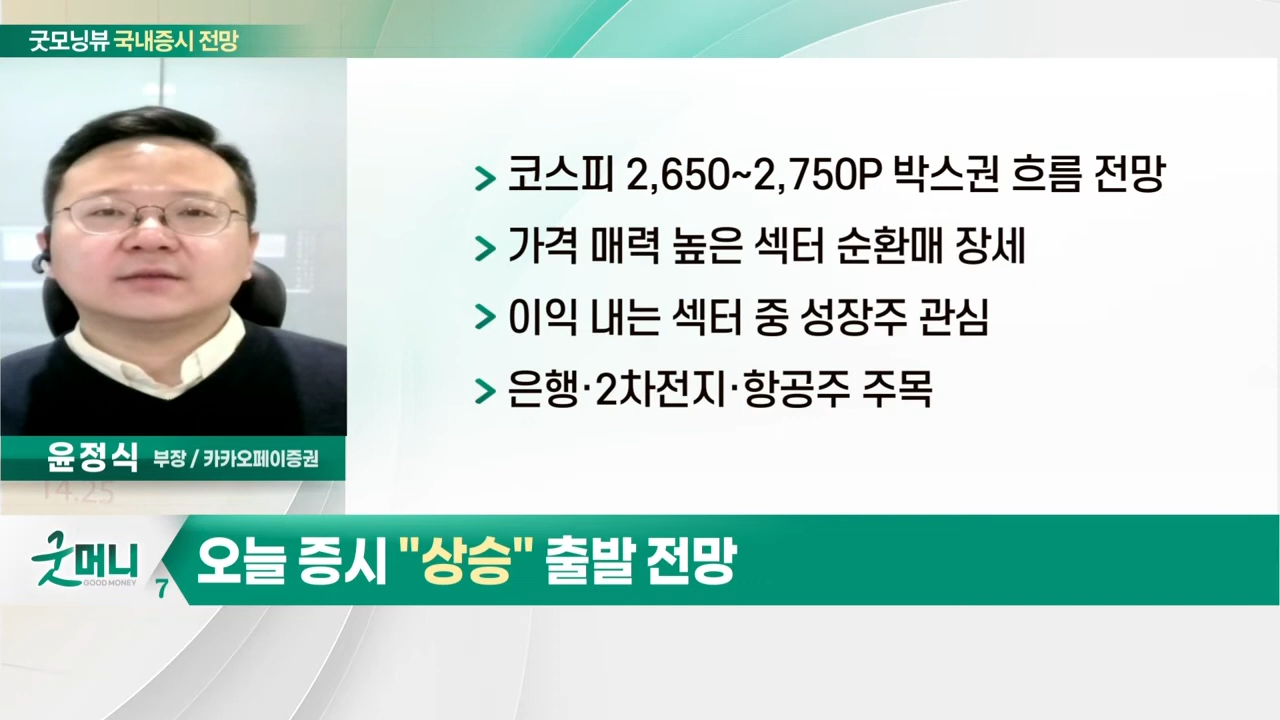 굿모닝뷰 국내증시 전망
> 코스피 2,650~2,750P 박스권 흐름 전망
> 가격 매력 높은 섹터 순환매 장세
> 이익 내는 섹터 중 성장주 관심
> 은행·2차전지·항공주 주목
윤정식 부장 / 카카오페이증권
14.25
굿머니 7 오늘 증시 "상승" 출발 전망
GOOD MONEY